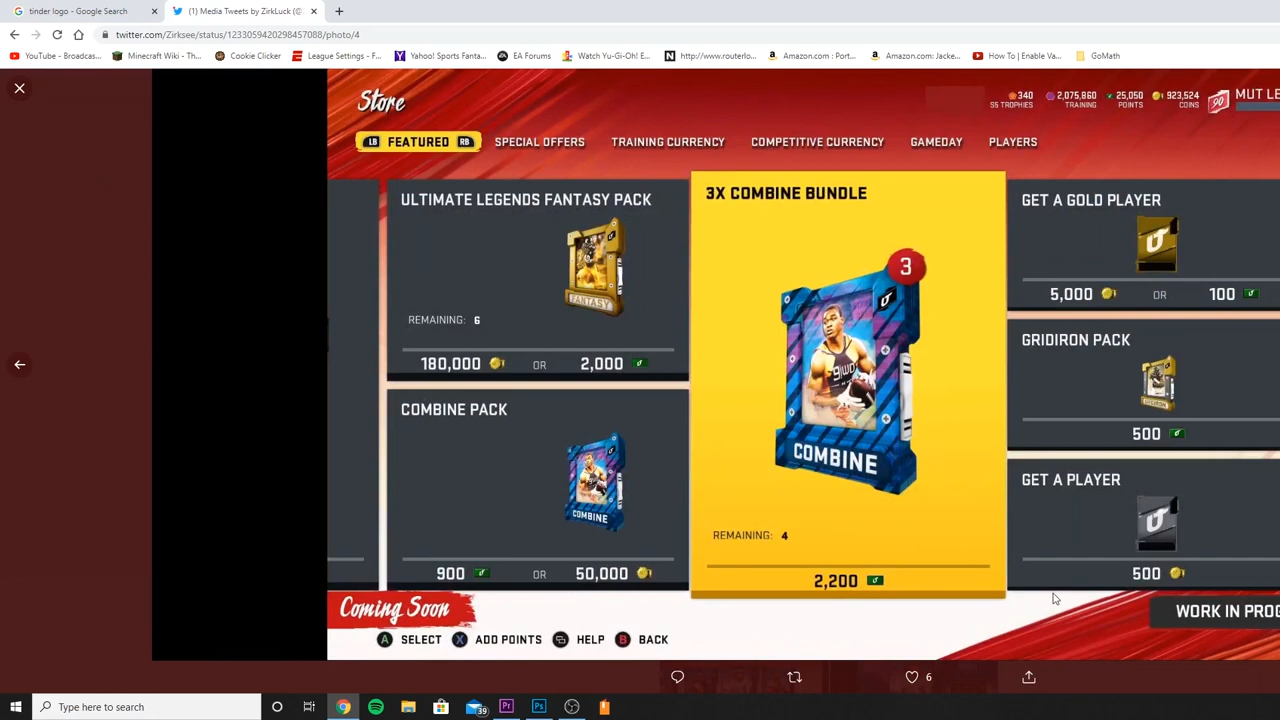 tinder logo - Google Search
(1) Media Tweets by ZirkLuck (@
twitter.com/Zirksee/status/1233059420298457088/photo/4
YouTube - Broadcas...
Minecraft Wiki - Th...
Cookie Clicker
League Settings - F...
Yahoo! Sports Fanta...
EA Forums
Watch Yu-Gi-Oh! E...
http://www.routerlo...
Amazon.com : Port...
Amazon.com: Jacke...
How To | Enable Va...
GoMath
Store
340
S5 TROPHIES
2,075,860
TRAINING
25,050
POINTS
923,524
COINS
90
MUT LE
LB FEATURED RB
SPECIAL OFFERS
TRAINING CURRENCY
COMPETITIVE CURRENCY
GAMEDAY
PLAYERS
ULTIMATE LEGENDS FANTASY PACK
FANTASY
REMAINING: 6
180,000 OR 2,000
COMBINE PACK
COMBINE
900 OR 50,000
3X COMBINE BUNDLE
3
COMBINE
REMAINING: 4
2,200
GET A GOLD PLAYER
5,000 OR 100
GRIDIRON PACK
GRIDIRON
500
GET A PLAYER
500
Coming Soon
WORK IN PROG
A SELECT
X ADD POINTS
HELP
B BACK
6
Type here to search
39
Pr
Ps